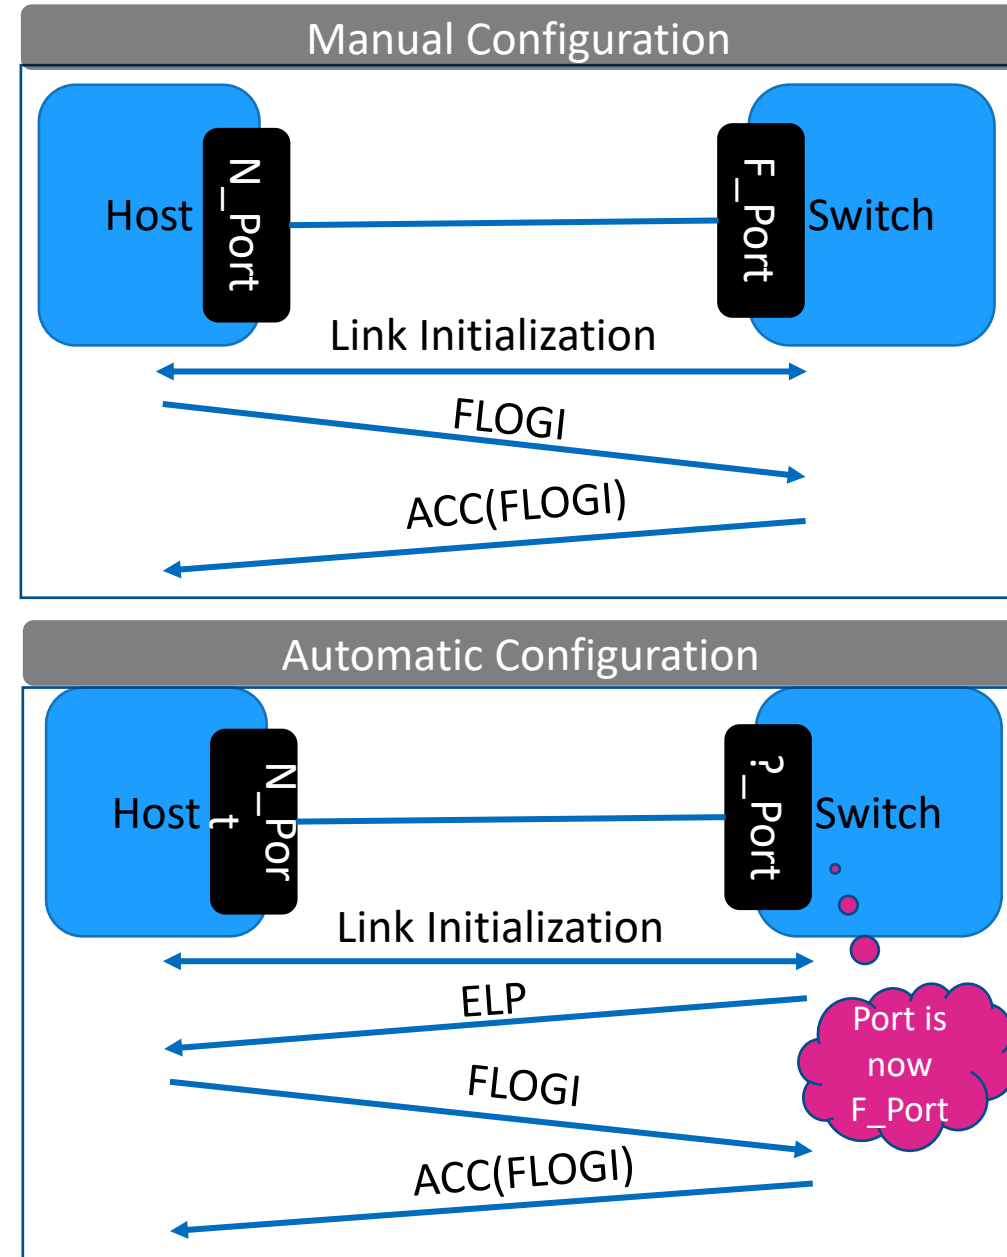 Manual Configuration
Host
N_Port
F_Port
Switch
Link Initialization
FLOGI
ACC(FLOGI)
Automatic Configuration
Host
N_Por
t
?_Port
Switch
Link Initialization
ELP
Port is
now
F_Port
FLOGI
ACC(FLOGI)